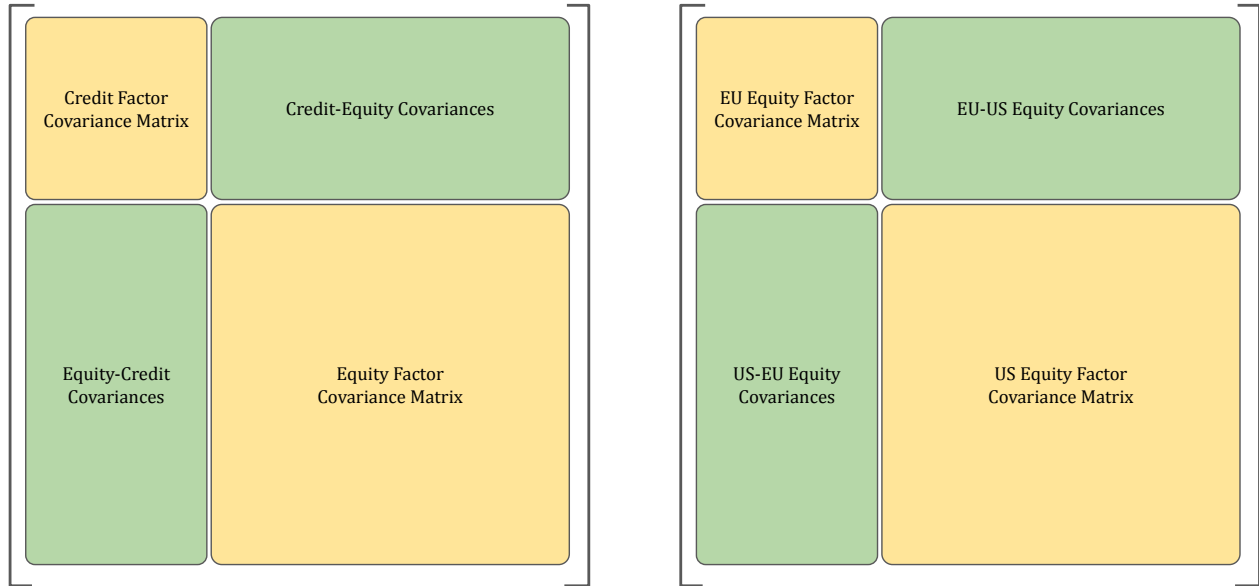 Credit Factor
Covariance Matrix
Credit-Equity Covariances
Equity-Credit
Covariances
Equity Factor
Covariance Matrix
EU Equity Factor
Covariance Matrix
EU-US Equity Covariances
US-EU Equity
Covariances
US Equity Factor
Covariance Matrix